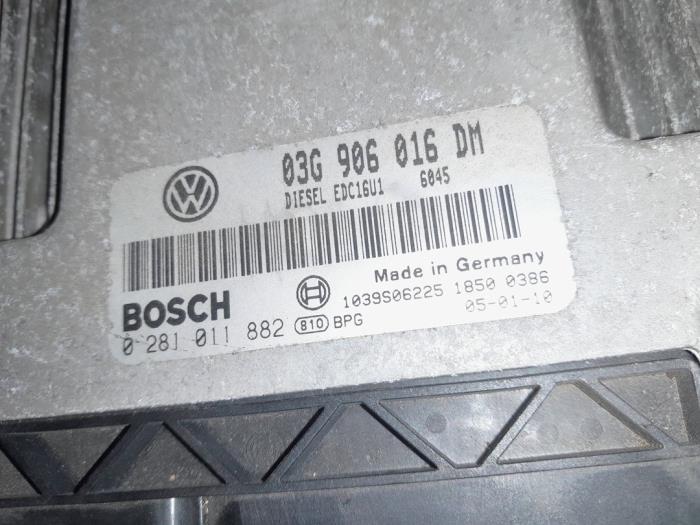 03G 906 016 DM
DIESEL EDC16U1 6045
Made in Germany
BOSCH
1039S06225 1850 0386
0 281 011 882 810 BPG
05-01-10